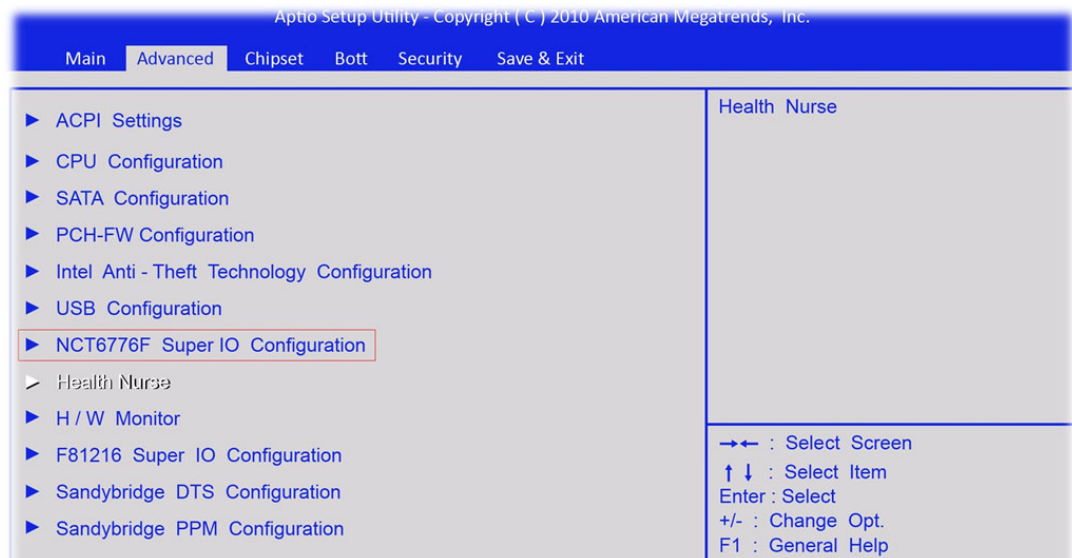 Aptio Setup Utility - Copyright ( C ) 2010 American Megatrends, Inc.
Main Advanced Chipset Bott Security Save & Exit
► ACPI Settings
► CPU Configuration
► SATA Configuration
► PCH-FW Configuration
► Intel Anti - Theft Technology Configuration
► USB Configuration
► NCT6776F Super IO Configuration
► Health Nurse
► H / W Monitor
► F81216 Super IO Configuration
► Sandybridge DTS Configuration
► Sandybridge PPM Configuration
Health Nurse
→← : Select Screen
↑ ↓ : Select Item
Enter : Select
+/- : Change Opt.
F1 : General Help